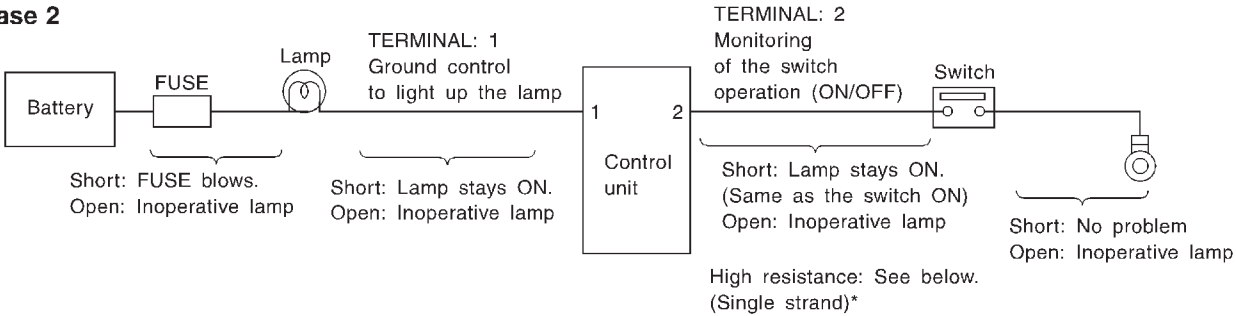 ase 2
Battery
FUSE
Lamp
TERMINAL: 1
Ground control
to light up the lamp
TERMINAL: 2
Monitoring
of the switch
operation (ON/OFF)
Switch
1
2
Control
unit
Short: FUSE blows.
Open: Inoperative lamp
Short: Lamp stays ON.
Open: Inoperative lamp
Short: Lamp stays ON.
(Same as the switch ON)
Open: Inoperative lamp
Short: No problem
Open: Inoperative lamp
High resistance: See below.
(Single strand)*